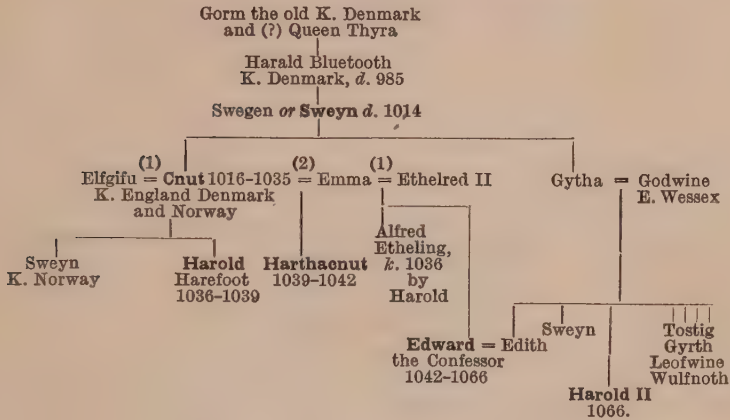 Gorm the old K. Denmark
and (?) Queen Thyra
Harald Bluetooth
K. Denmark, d. 985
Swegen or Sweyn d. 1014
(1) (2) (1)
Elfgifu = Cnut 1016-1035 = Emma = Ethelred II
K. England Denmark
and Norway
Gytha = Godwine
E. Wessex
Sweyn
K. Norway
Harold
Harefoot
1036-1039
Harthacnut
1039-1042
Alfred
Etheling,
k. 1036
by
Harold
Edward = Edith
the Confessor
1042-1066
Sweyn
Harold II
1066.
Tostig
Gyrth
Leofwine
Wulfnoth